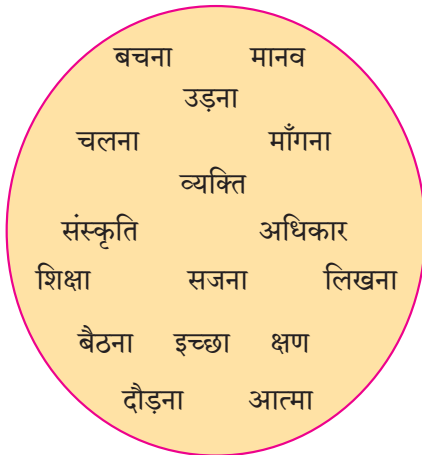 बचना मानव
उड़ना
चलना माँगना
व्यक्ति
संस्कृति अधिकार
शिक्षा सजना लिखना
बैठना इच्छा क्षण
दौड़ना आत्मा